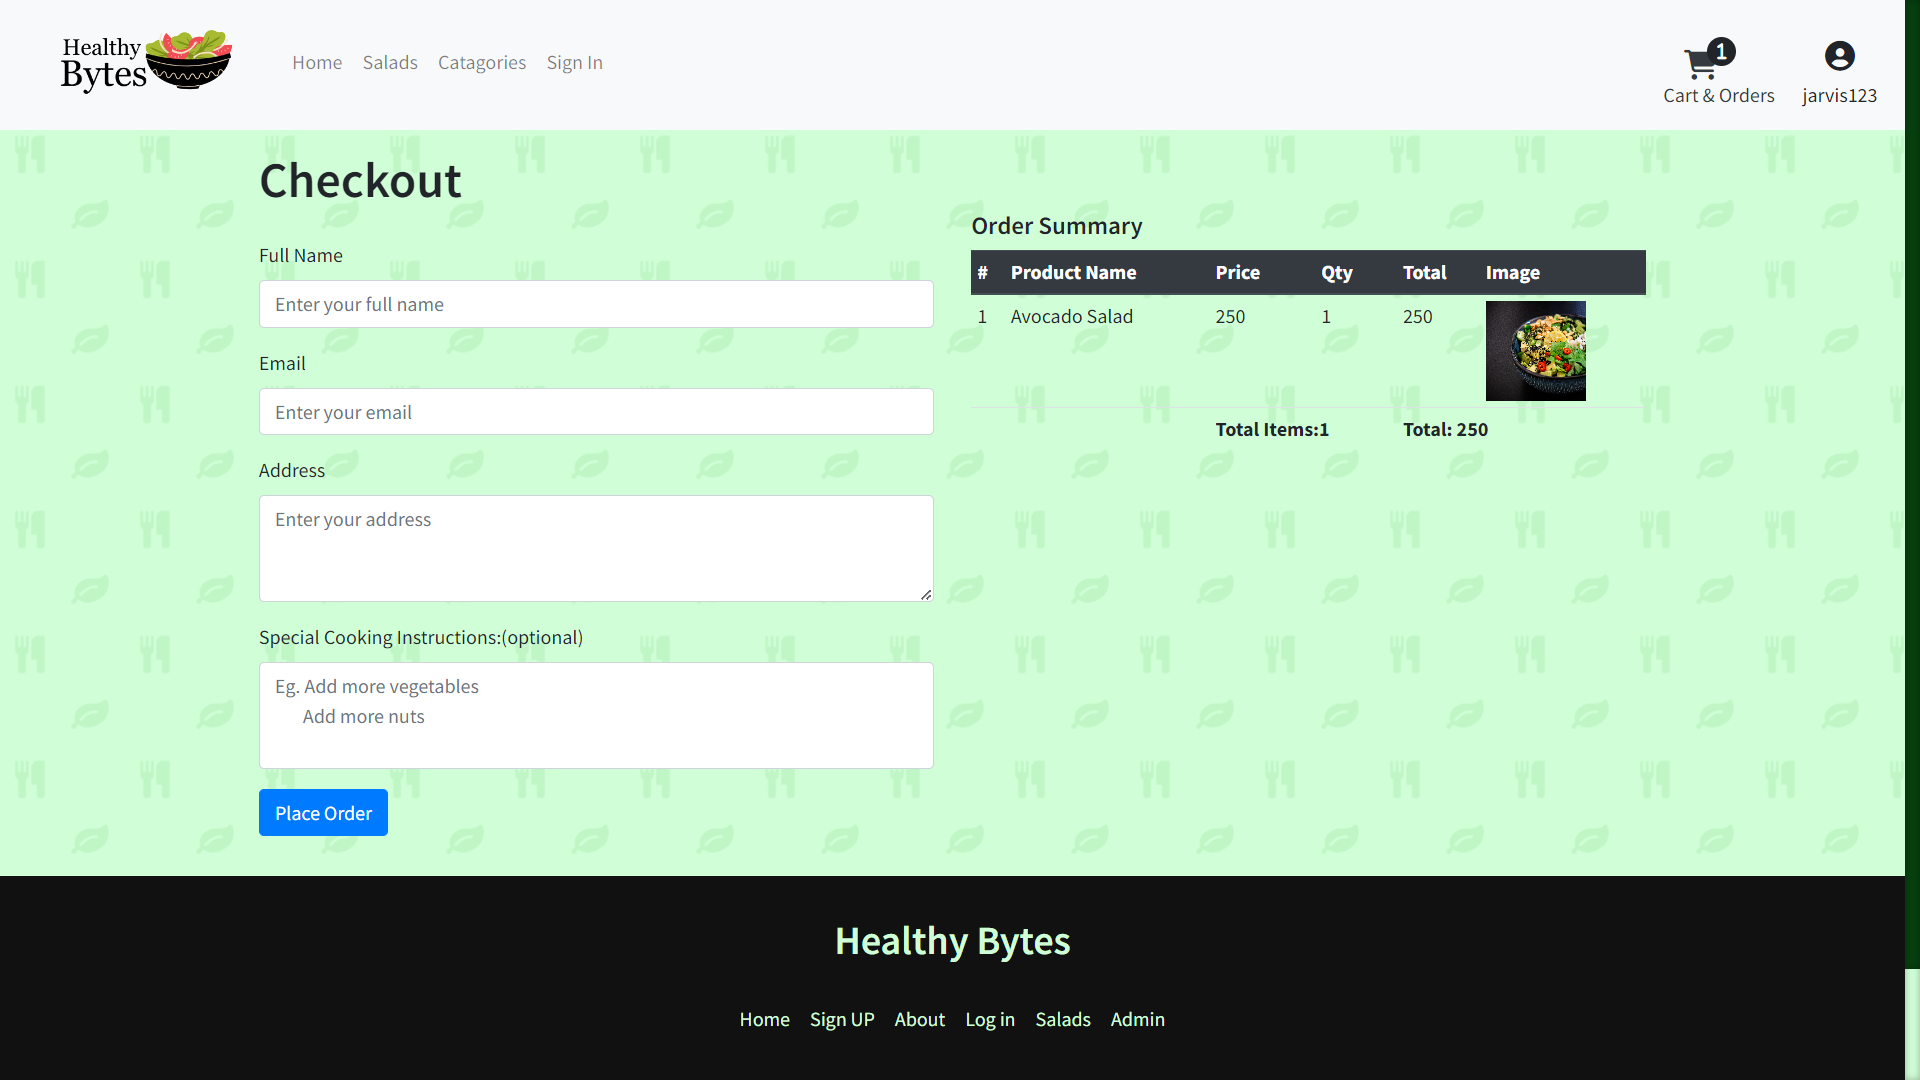 Healthy
Bytes
Home Salads Catagories Sign In
1
Cart & Orders
jarvis123
Checkout
Full Name
Enter your full name
Email
Enter your email
Address
Enter your address
Special Cooking Instructions:(optional)
Eg. Add more vegetables
Add more nuts
Place Order
Order Summary
# Product Name Price Qty Total Image
1 Avocado Salad 250 1 250
Total Items:1 Total: 250
Healthy Bytes
Home Sign UP About Log in Salads Admin